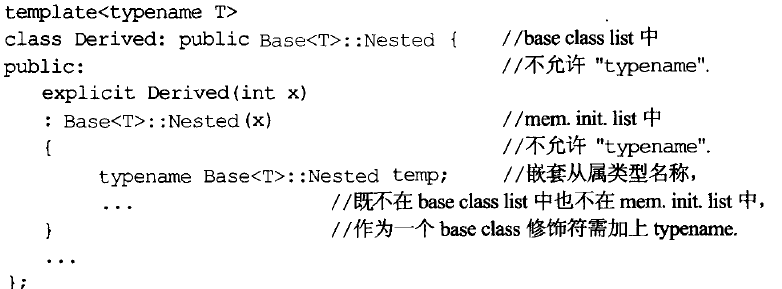 template<typename T>
class Derived: public Base<T>::Nested { //base class list 中
public: //不允许 "typename".
explicit Derived(int x)
: Base<T>::Nested(x) //mem. init. list 中
{ //不允许 "typename".
typename Base<T>::Nested temp; //嵌套从属类型名称,
... //既不在 base class list 中也不在 mem. init. list 中,
} //作为一个 base class 修饰符需加上 typename.
...
};